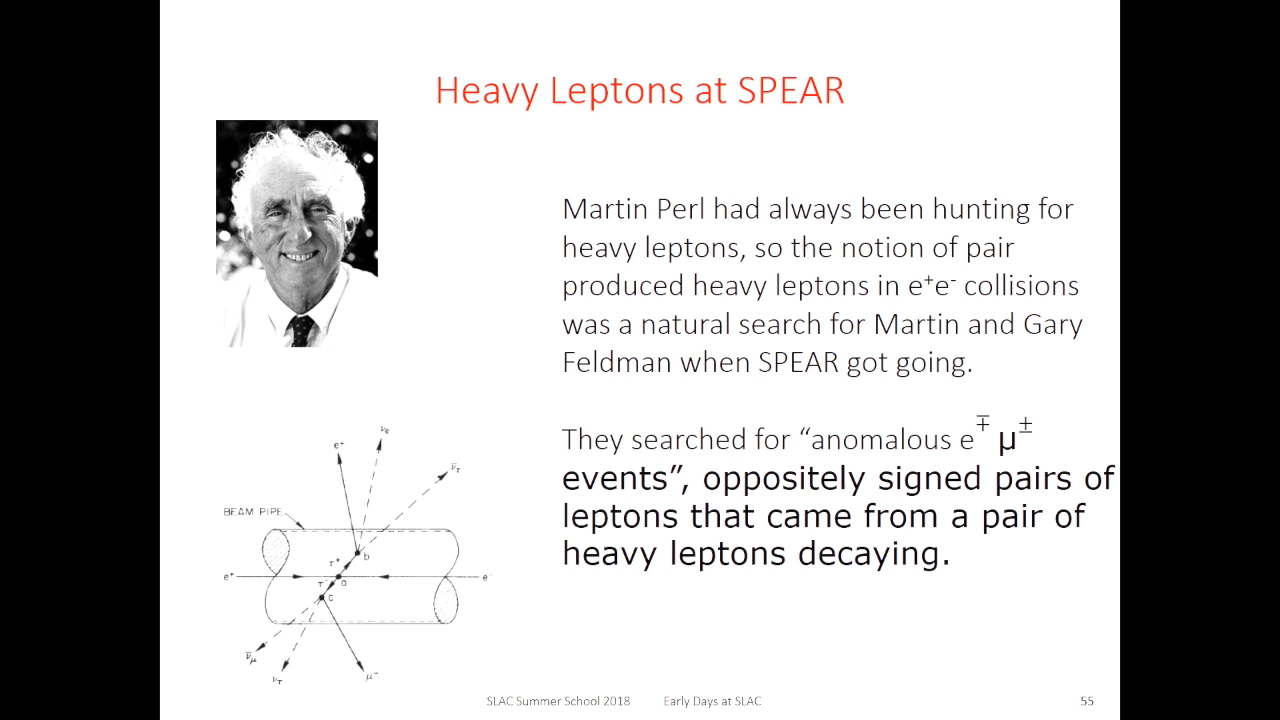 Heavy Leptons at SPEAR
Martin Perl had always been hunting for
heavy leptons, so the notion of pair
produced heavy leptons in e⁺e⁻ collisions
was a natural search for Martin and Gary
Feldman when SPEAR got going.
They searched for “anomalous e∓ μ±
events”, oppositely signed pairs of
leptons that came from a pair of
heavy leptons decaying.
e⁺ νₑ
ν̄τ
BEAM PIPE
b
τ⁺
e⁺ a e⁻
τ⁻
c
ν̄μ
ντ μ⁻
SLAC Summer School 2018 Early Days at SLAC 55